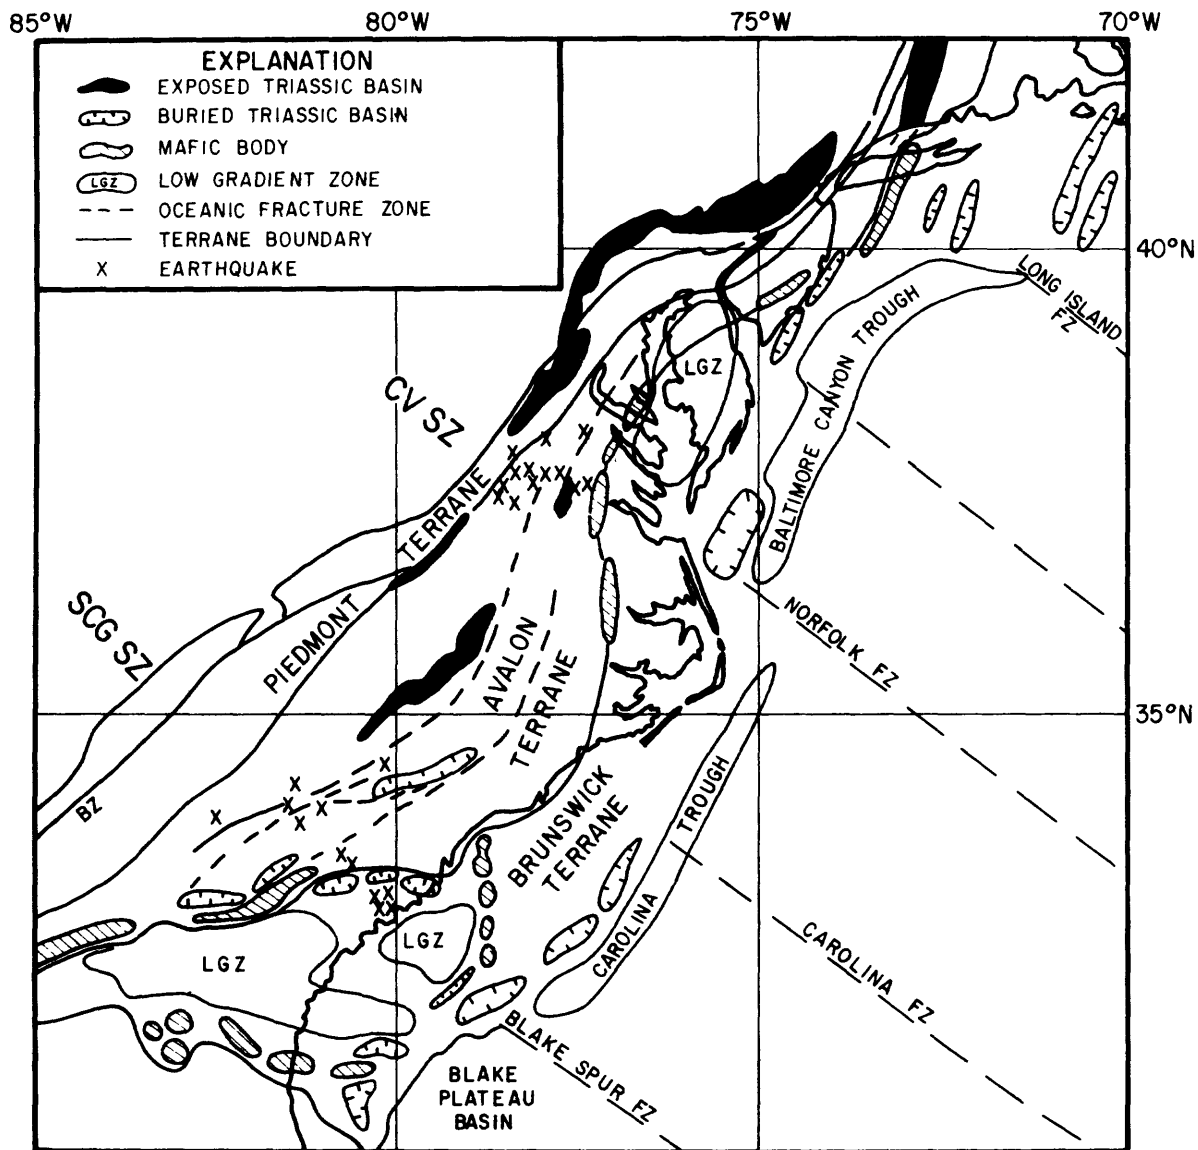 85°W 80°W 75°W 70°W
EXPLANATION
EXPOSED TRIASSIC BASIN
BURIED TRIASSIC BASIN
MAFIC BODY
LGZ LOW GRADIENT ZONE
OCEANIC FRACTURE ZONE
TERRANE BOUNDARY
X EARTHQUAKE
40°N
LONG ISLAND
FZ
BALTIMORE CANYON TROUGH
LGZ
CV SZ
PIEDMONT TERRANE
SCG SZ
NORFOLK FZ
AVALON
TERRANE
35°N
BZ
BRUNSWICK
TERRANE
CAROLINA TROUGH
CAROLINA FZ
LGZ
LGZ
BLAKE SPUR FZ
BLAKE
PLATEAU
BASIN